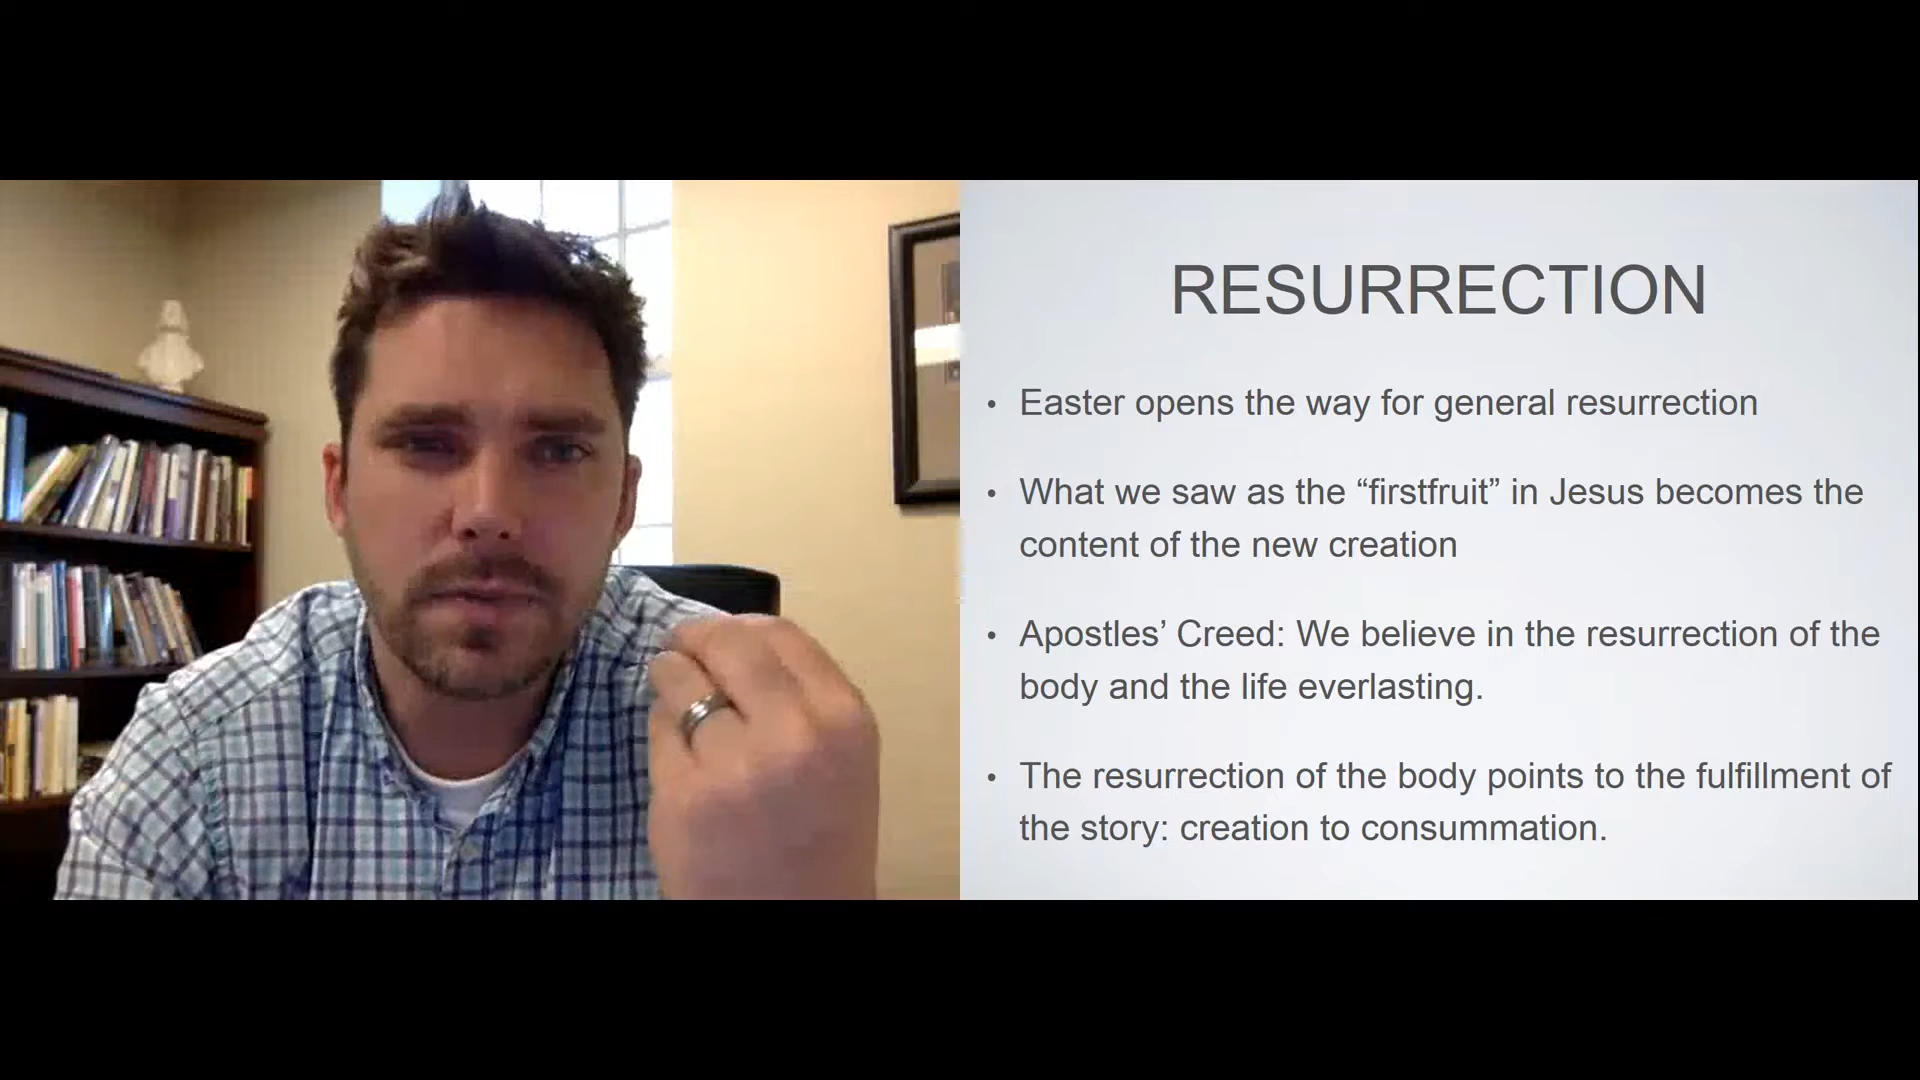 RESURRECTION
• Easter opens the way for general resurrection
• What we saw as the “firstfruit” in Jesus becomes the
content of the new creation
• Apostles’ Creed: We believe in the resurrection of the
body and the life everlasting.
• The resurrection of the body points to the fulfillment of
the story: creation to consummation.